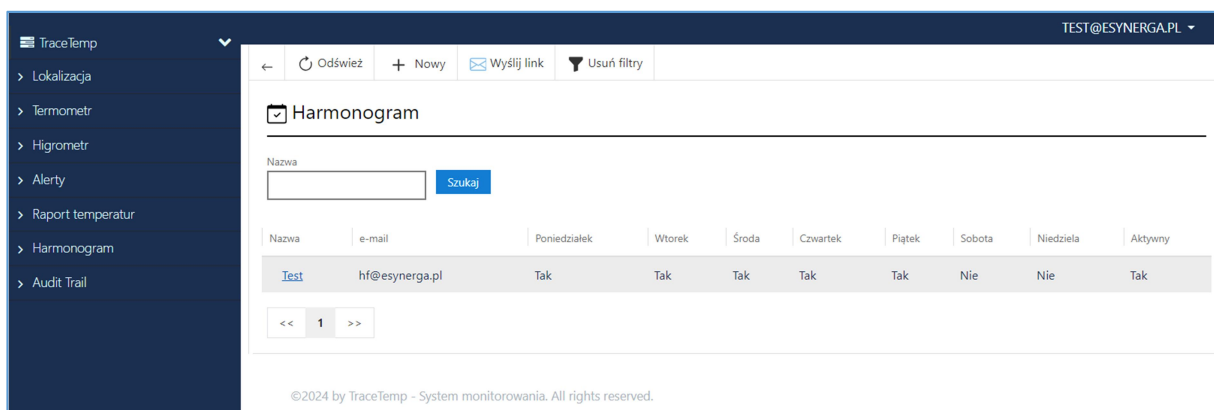 TEST@ESYNERGA.PL
TraceTemp
Lokalizacja
Termometr
Higrometr
Alerty
Raport temperatur
Harmonogram
Audit Trail
← Odśwież + Nowy Wyślij link Usuń filtry
Harmonogram
Nazwa
Szukaj
Nazwa e-mail Poniedziałek Wtorek Środa Czwartek Piątek Sobota Niedziela Aktywny
Test hf@esynerga.pl Tak Tak Tak Tak Tak Nie Nie Tak
<< 1 >>
©2024 by TraceTemp - System monitorowania. All rights reserved.